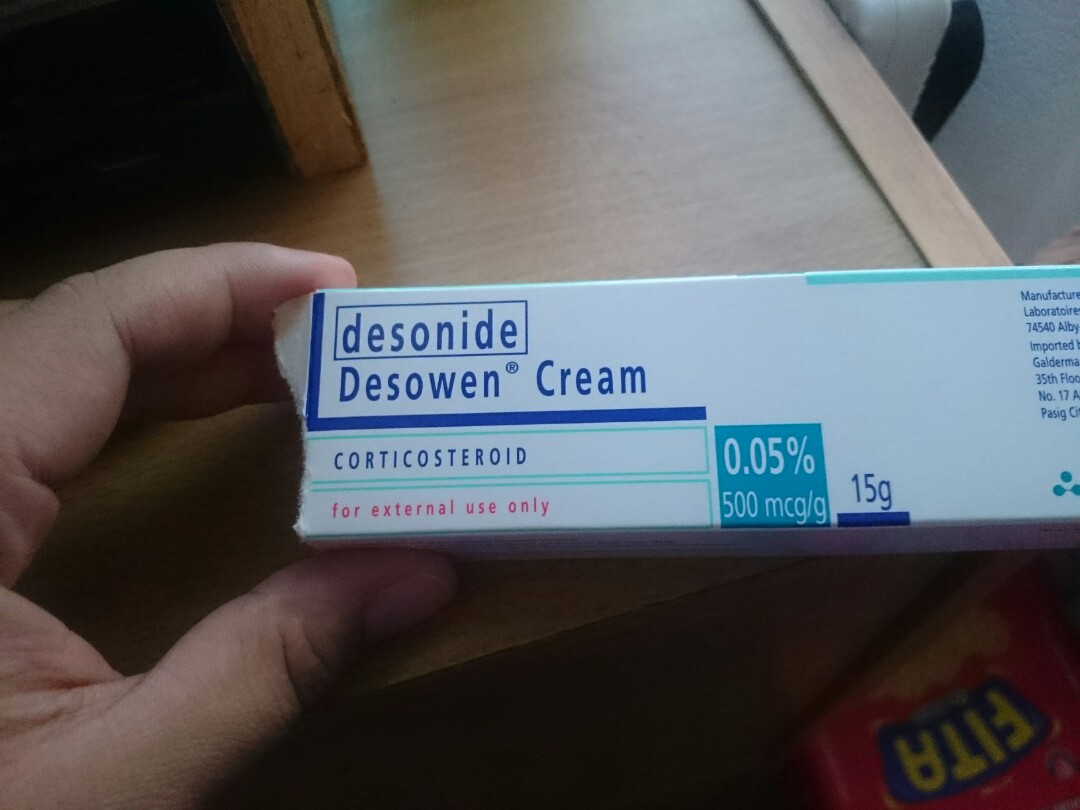 desonide
Desowen® Cream
CORTICOSTEROID
for external use only
0.05%
500 mcg/g
15g
Manufacture
Laboratoires
74540 Alby
Imported b
Galderma
35th Floo
No. 17 A
Pasig Ci
FITA